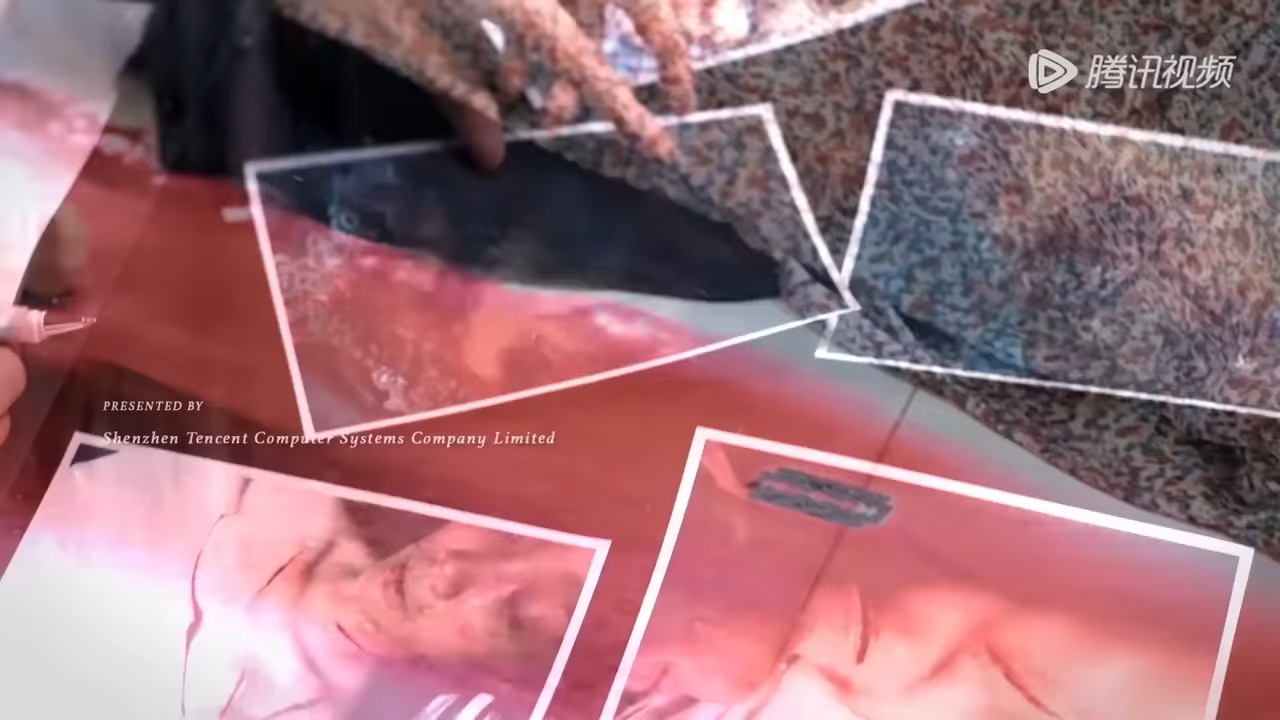 腾讯视频
PRESENTED BY
Shenzhen Tencent Computer Systems Company Limited